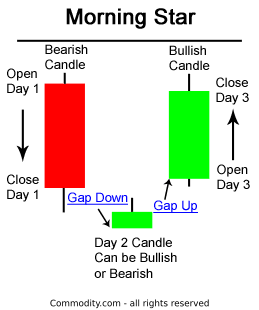 Morning Star
Bearish
Candle
Bullish
Candle
Open
Day 1
Close
Day 3
Close
Day 1
Open
Day 3
Gap Down
Gap Up
Day 2 Candle
Can be Bullish
or Bearish
Commodity.com - all rights reserved